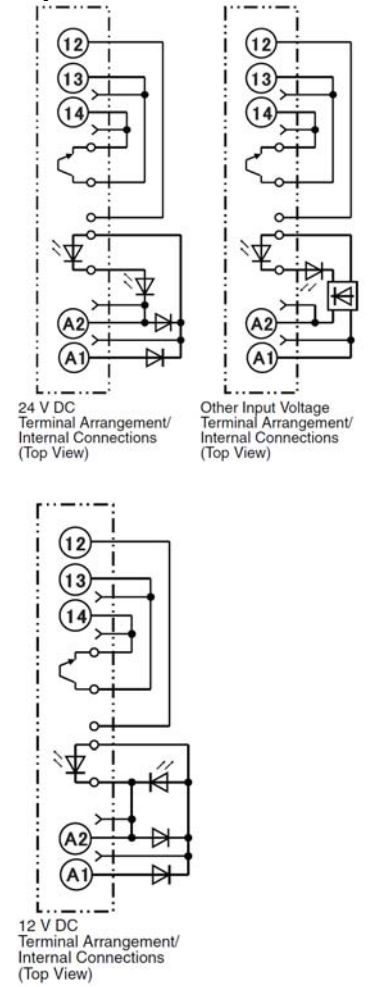 12
13
14
A2
A1
24 V DC
Terminal Arrangement/
Internal Connections
(Top View)
12
13
14
A2
A1
Other Input Voltage
Terminal Arrangement/
Internal Connections
(Top View)
12
13
14
A2
A1
12 V DC
Terminal Arrangement/
Internal Connections
(Top View)